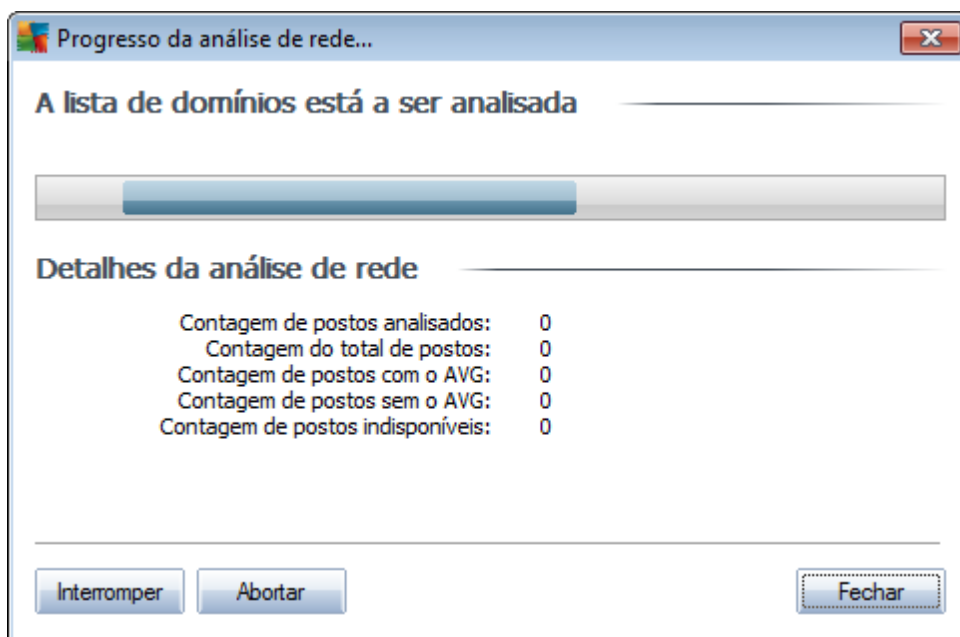 Progresso da análise de rede...
A lista de domínios está a ser analisada
Detalhes da análise de rede
Contagem de postos analisados: 0
Contagem do total de postos: 0
Contagem de postos com o AVG: 0
Contagem de postos sem o AVG: 0
Contagem de postos indisponíveis: 0
Interromper Abortar Fechar